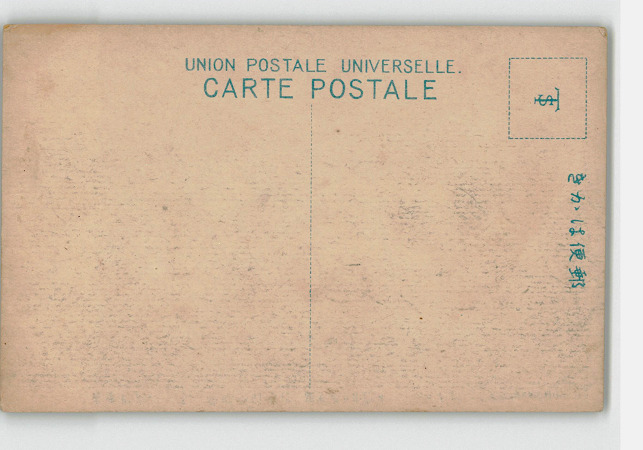 UNION POSTALE UNIVERSELLE.
CARTE POSTALE
郵便はがき